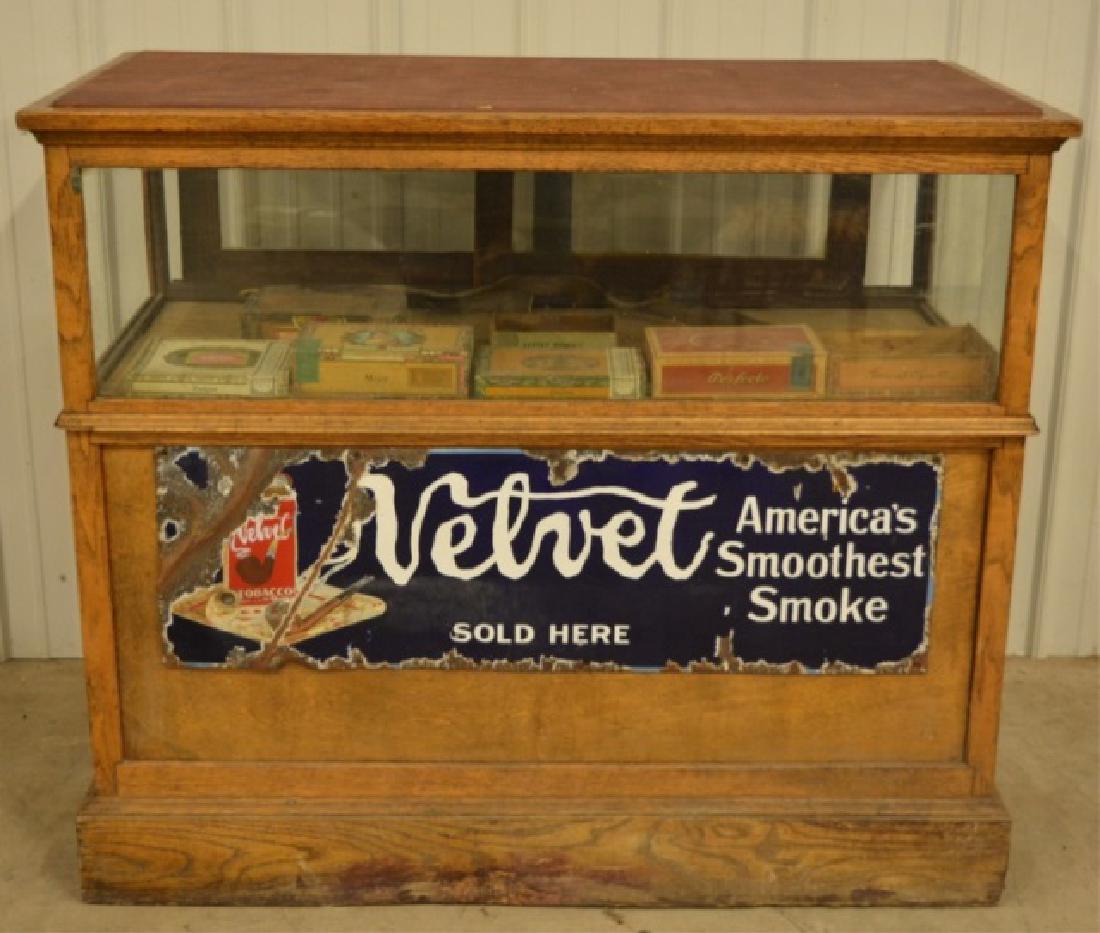 Perfecto
Velvet
America's
Smoothest
Smoke
SOLD HERE
Velvet
TOBACCO